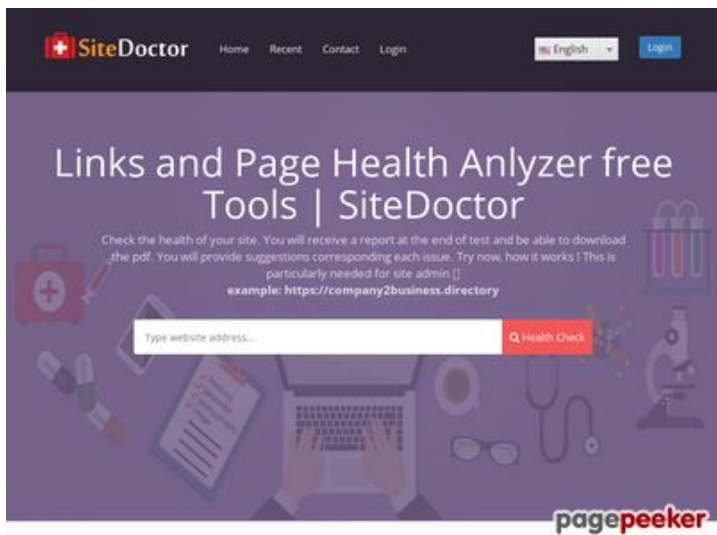 SiteDoctor
Home Recent Contact Login
English
Login
Links and Page Health Anlyzer free
Tools | SiteDoctor
Check the health of your site. You will receive a report at the end of test and be able to download
the pdf. You will provide suggestions corresponding each issue. Try now, how it works ! This is
particularly needed for site admin []
example: https://company2business.directory
Type website address...
Health Check
pagepeeker